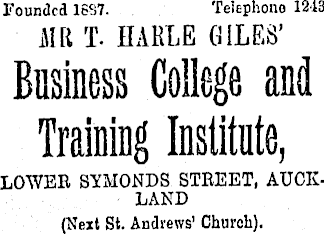 Founded 1897. Telephone 1243
MR T. HARLE GILES'
Business College and
Training Institute,
LOWER SYMONDS STREET, AUCK-
LAND
(Next St. Andrews' Church).